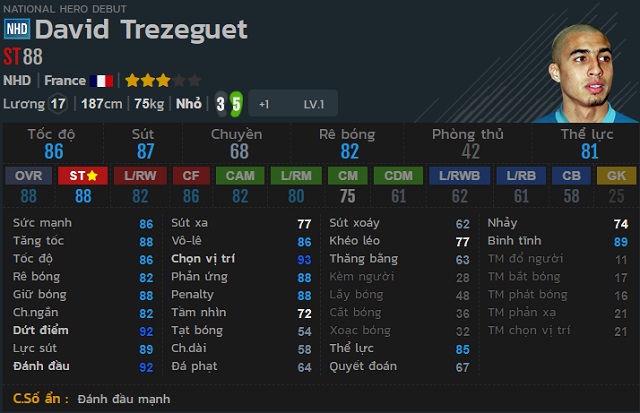 NATIONAL HERO DEBUT
NHD David Trezeguet
ST 88
NHD | France
Lương 17 | 187cm | 75kg | Nhỏ | 3 5 +1 LV.1
Tốc độ Sút Chuyền Rê bóng Phòng thủ Thể lực
86 87 68 82 42 81
OVR ST L/RW CF CAM L/RM CM CDM L/RWB L/RB CB GK
88 88 82 86 82 80 75 61 62 61 58 25
Sức mạnh 86 Sút xa 77 Sút xoáy 62 Nhảy 74
Tăng tốc 88 Vô-lê 86 Khéo léo 77 Bình tĩnh 89
Tốc độ 86 Chọn vị trí 93 Thăng bằng 63 TM đổ người 11
Rê bóng 82 Phản ứng 88 Kèm người 28 TM bắt bóng 17
Giữ bóng 88 Penalty 88 Lấy bóng 48 TM phát bóng 16
Ch.ngắn 82 Tầm nhìn 72 Cắt bóng 36 TM phản xạ 21
Dứt điểm 92 Tạt bóng 54 Xoạc bóng 32 TM chọn vị trí 21
Lực sút 89 Ch.dài 58 Thể lực 85
Đánh đầu 92 Đá phạt 64 Quyết đoán 67
C.Số ẩn : Đánh đầu mạnh